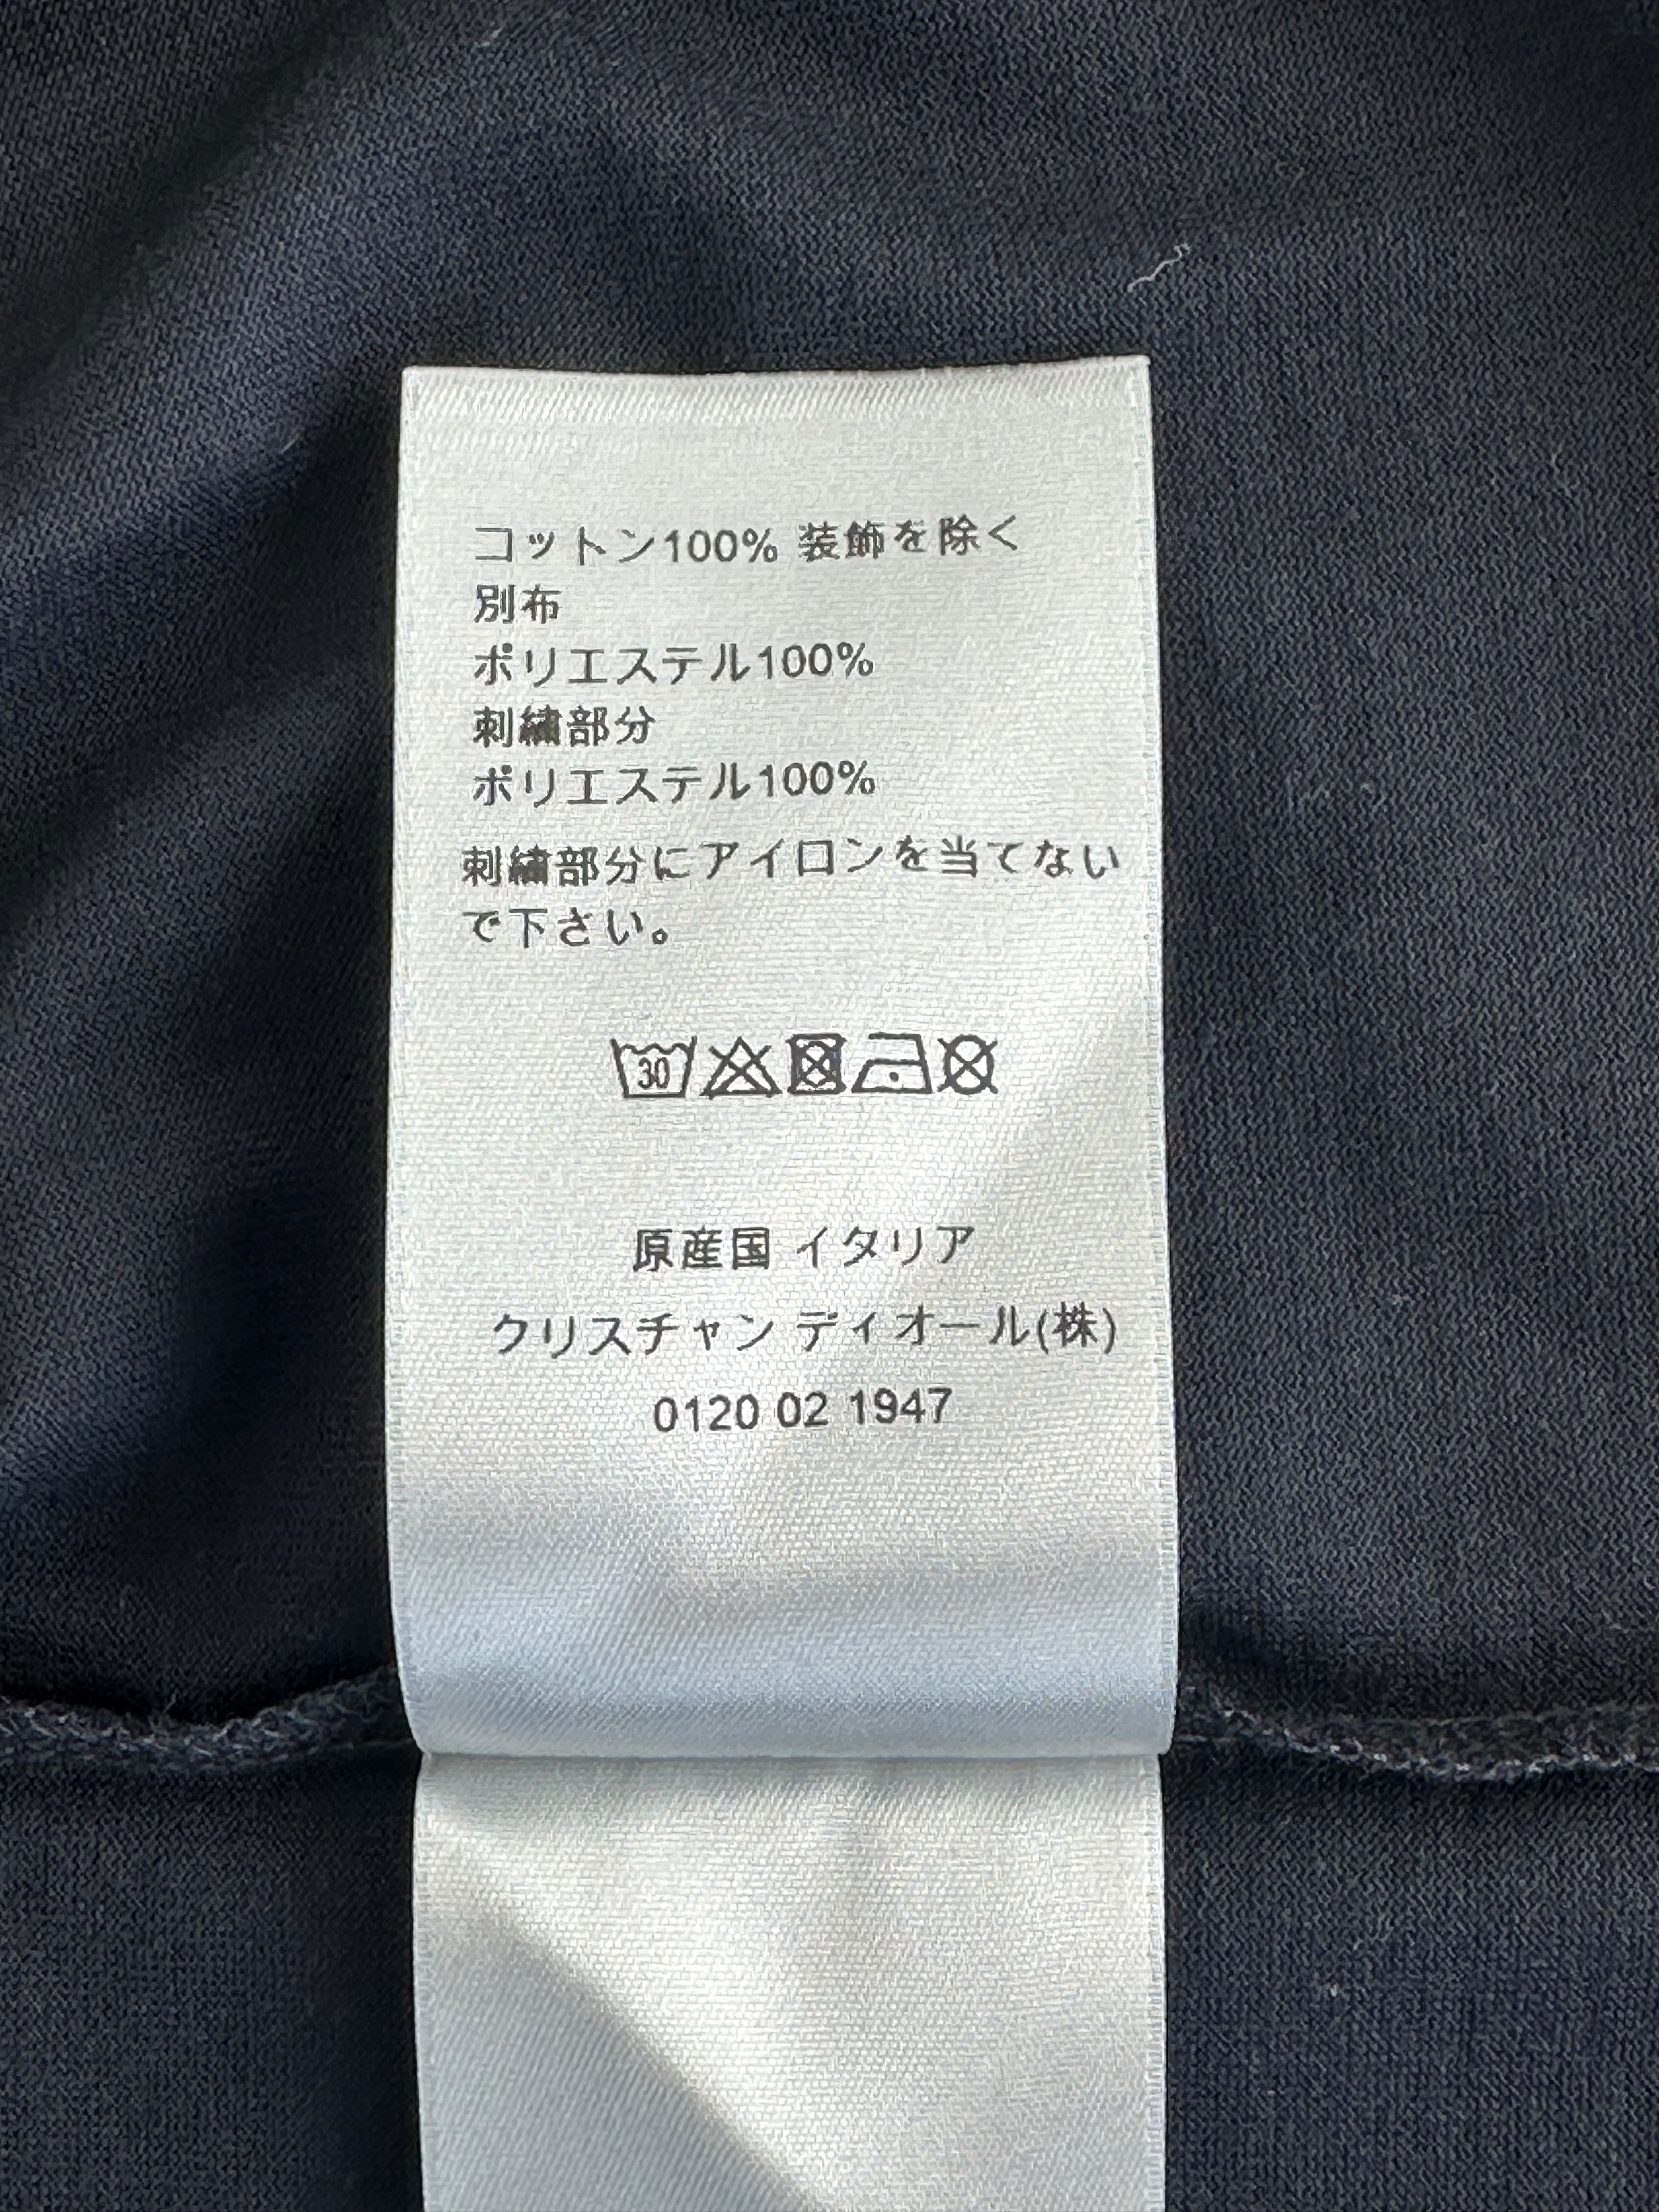 コットン100% 装飾を除く
別布
ポリエステル100%
刺繍部分
ポリエステル100%
刺繍部分にアイロンを当てない
で下さい。
30
原産国 イタリア
クリスチャン ディオール(株)
0120 02 1947